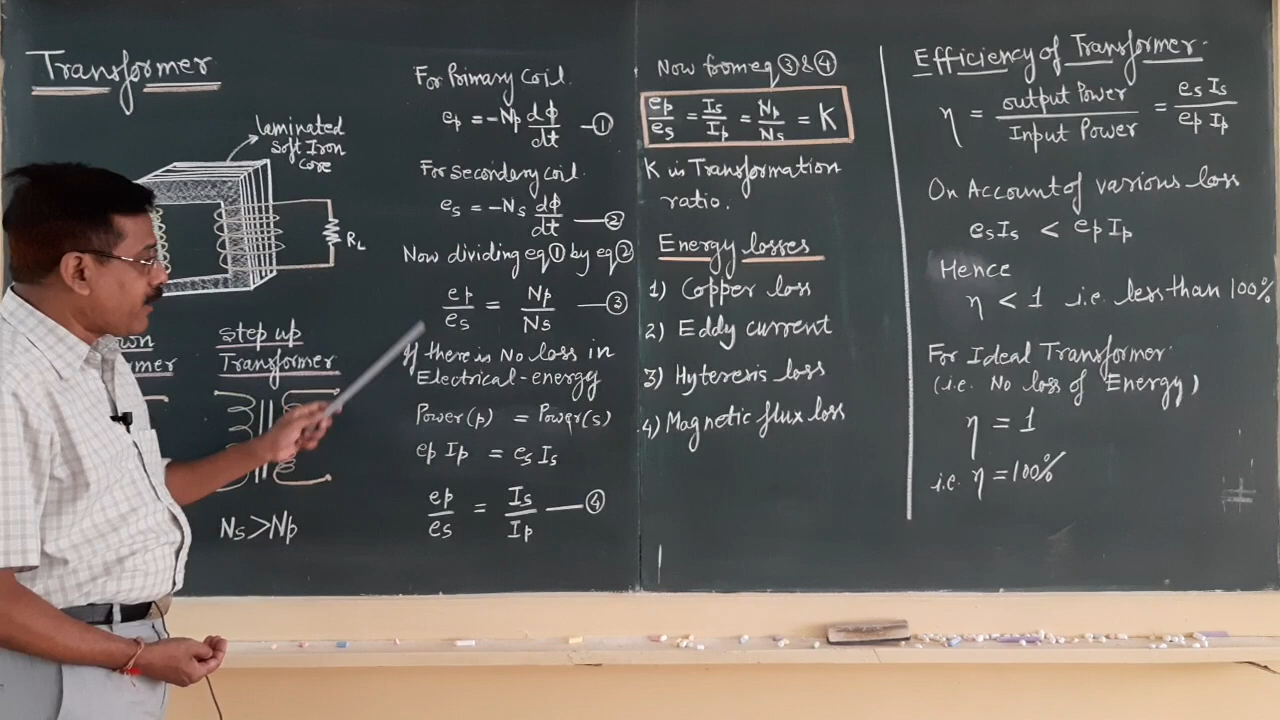 Transformer
laminated
Soft Iron
Core
RL
step up
Transformer
Ns > Np
For Primary Coil.
ep = -Np dϕ/dt — ①
For Secondery coil.
es = -Ns dϕ/dt — ②
Now dividing eq ① by eq ②
ep/es = Np/Ns — ③
If there is No loss in
Electrical-energy
Power(p) = Power(s)
ep Ip = es Is
ep/es = Is/Ip — ④
Now from eq ③ & ④
ep/es = Is/Ip = Np/Ns = K
K is Transformation
ratio.
Energy losses
1) Copper loss
2) Eddy current
3) Hyteresis loss
4) Magnetic flux loss
Efficiency of Transformer.
η = output Power/Input Power = es Is/ep Ip
On Account of various loss
es Is < ep Ip
Hence
η < 1 i.e. less than 100%
For Ideal Transformer.
(i.e. No loss of Energy)
η = 1
i.e. η = 100%